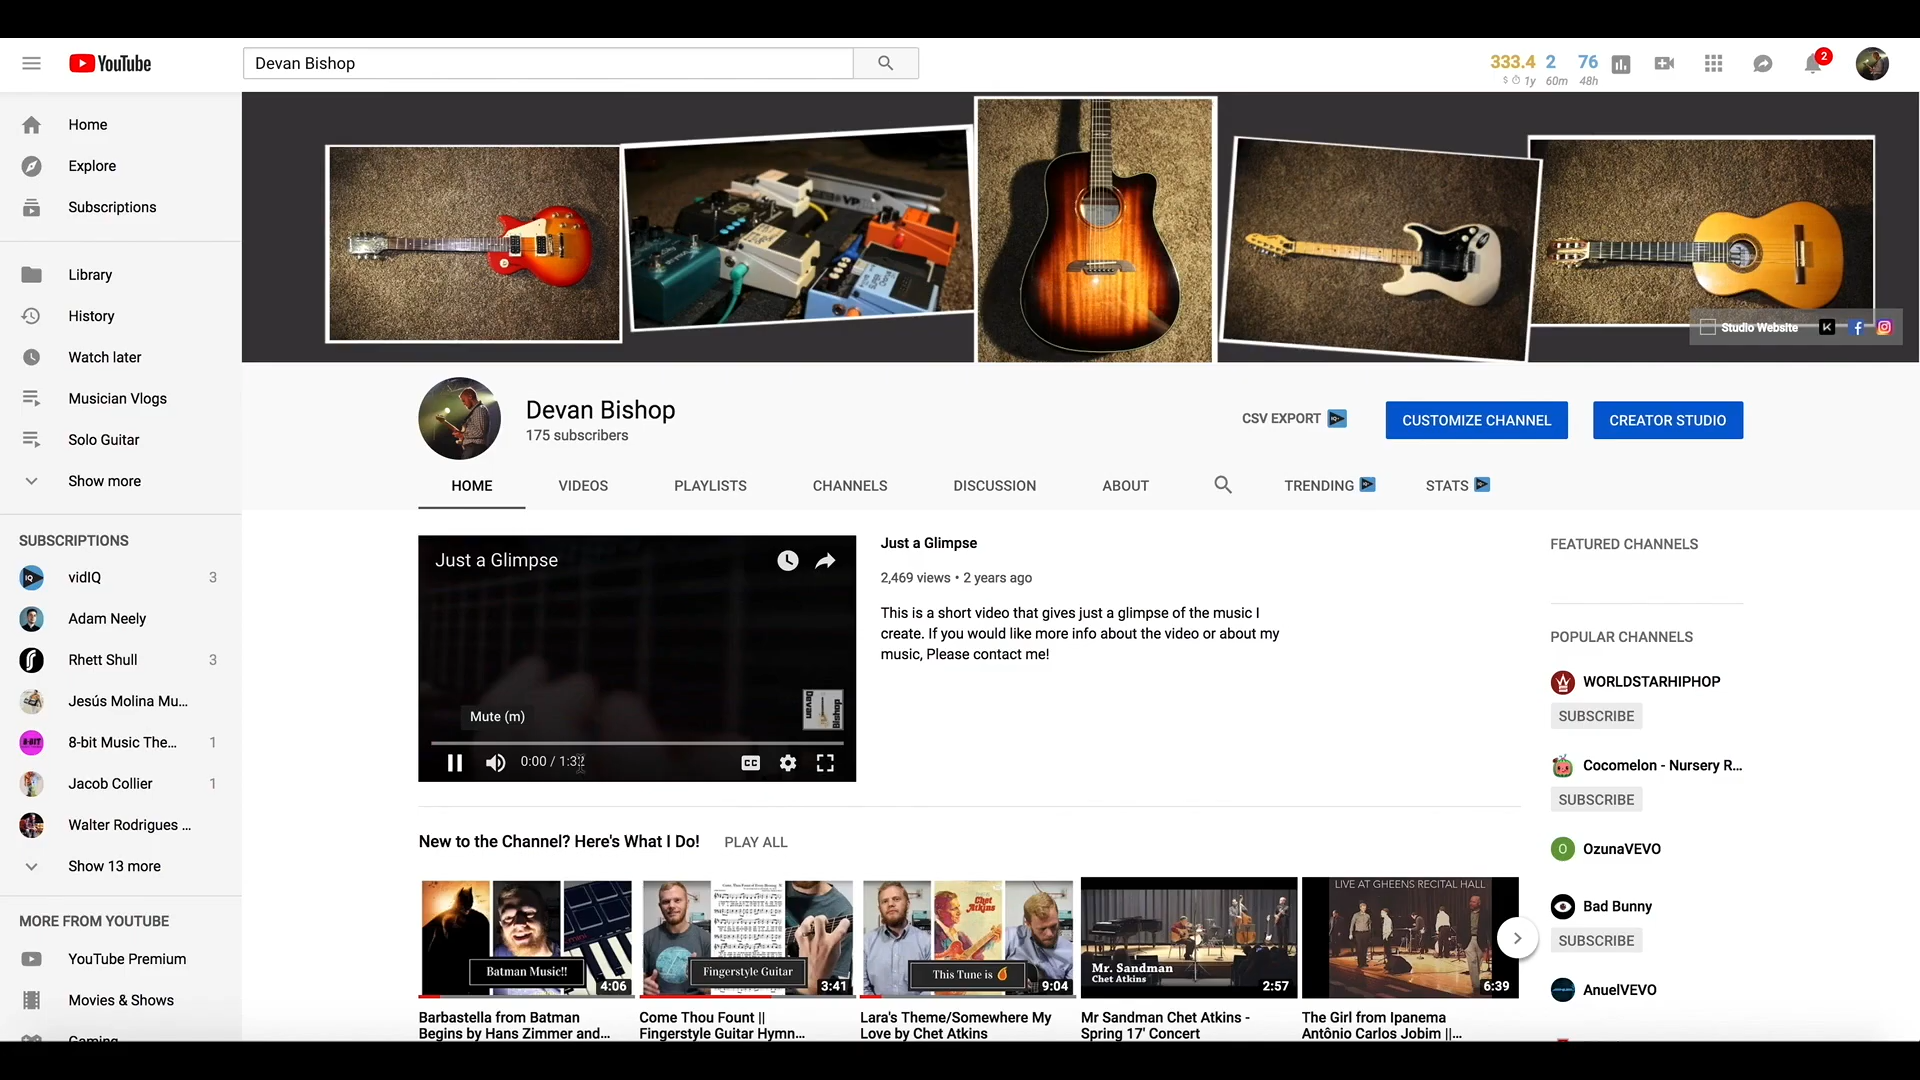 YouTube
Devan Bishop
333.4 2 76
$ 1y 60m 48h
2
Home
Explore
Subscriptions
Library
History
Watch later
Musician Vlogs
Solo Guitar
Show more
SUBSCRIPTIONS
vidIQ 3
Adam Neely
Rhett Shull 3
Jesús Molina Mu...
8-bit Music The... 1
Jacob Collier 1
Walter Rodrigues ...
Show 13 more
MORE FROM YOUTUBE
YouTube Premium
Movies & Shows
Gaming
VP
Studio Website
Devan Bishop
175 subscribers
CSV EXPORT
CUSTOMIZE CHANNEL
CREATOR STUDIO
HOME VIDEOS PLAYLISTS CHANNELS DISCUSSION ABOUT TRENDING STATS
Just a Glimpse
Devan Bishop
Mute (m)
0:00 / 1:32
CC
Just a Glimpse
2,469 views • 2 years ago
This is a short video that gives just a glimpse of the music I
create. If you would like more info about the video or about my
music, Please contact me!
New to the Channel? Here's What I Do! PLAY ALL
Batman Music!!
4:06
Barbastella from Batman
Begins by Hans Zimmer and...
Fingerstyle Guitar
3:41
Come Thou Fount ||
Fingerstyle Guitar Hymn...
Chet
Atkins
This Tune is 🔥
9:04
Lara's Theme/Somewhere My
Love by Chet Atkins
Mr. Sandman
Chet Atkins
2:57
Mr Sandman Chet Atkins -
Spring 17' Concert
LIVE AT GHEENS RECITAL HALL
6:39
The Girl from Ipanema
Antônio Carlos Jobim ||...
FEATURED CHANNELS
POPULAR CHANNELS
WORLDSTARHIPHOP
SUBSCRIBE
Cocomelon - Nursery R...
SUBSCRIBE
O
OzunaVEVO
Bad Bunny
SUBSCRIBE
AnuelVEVO